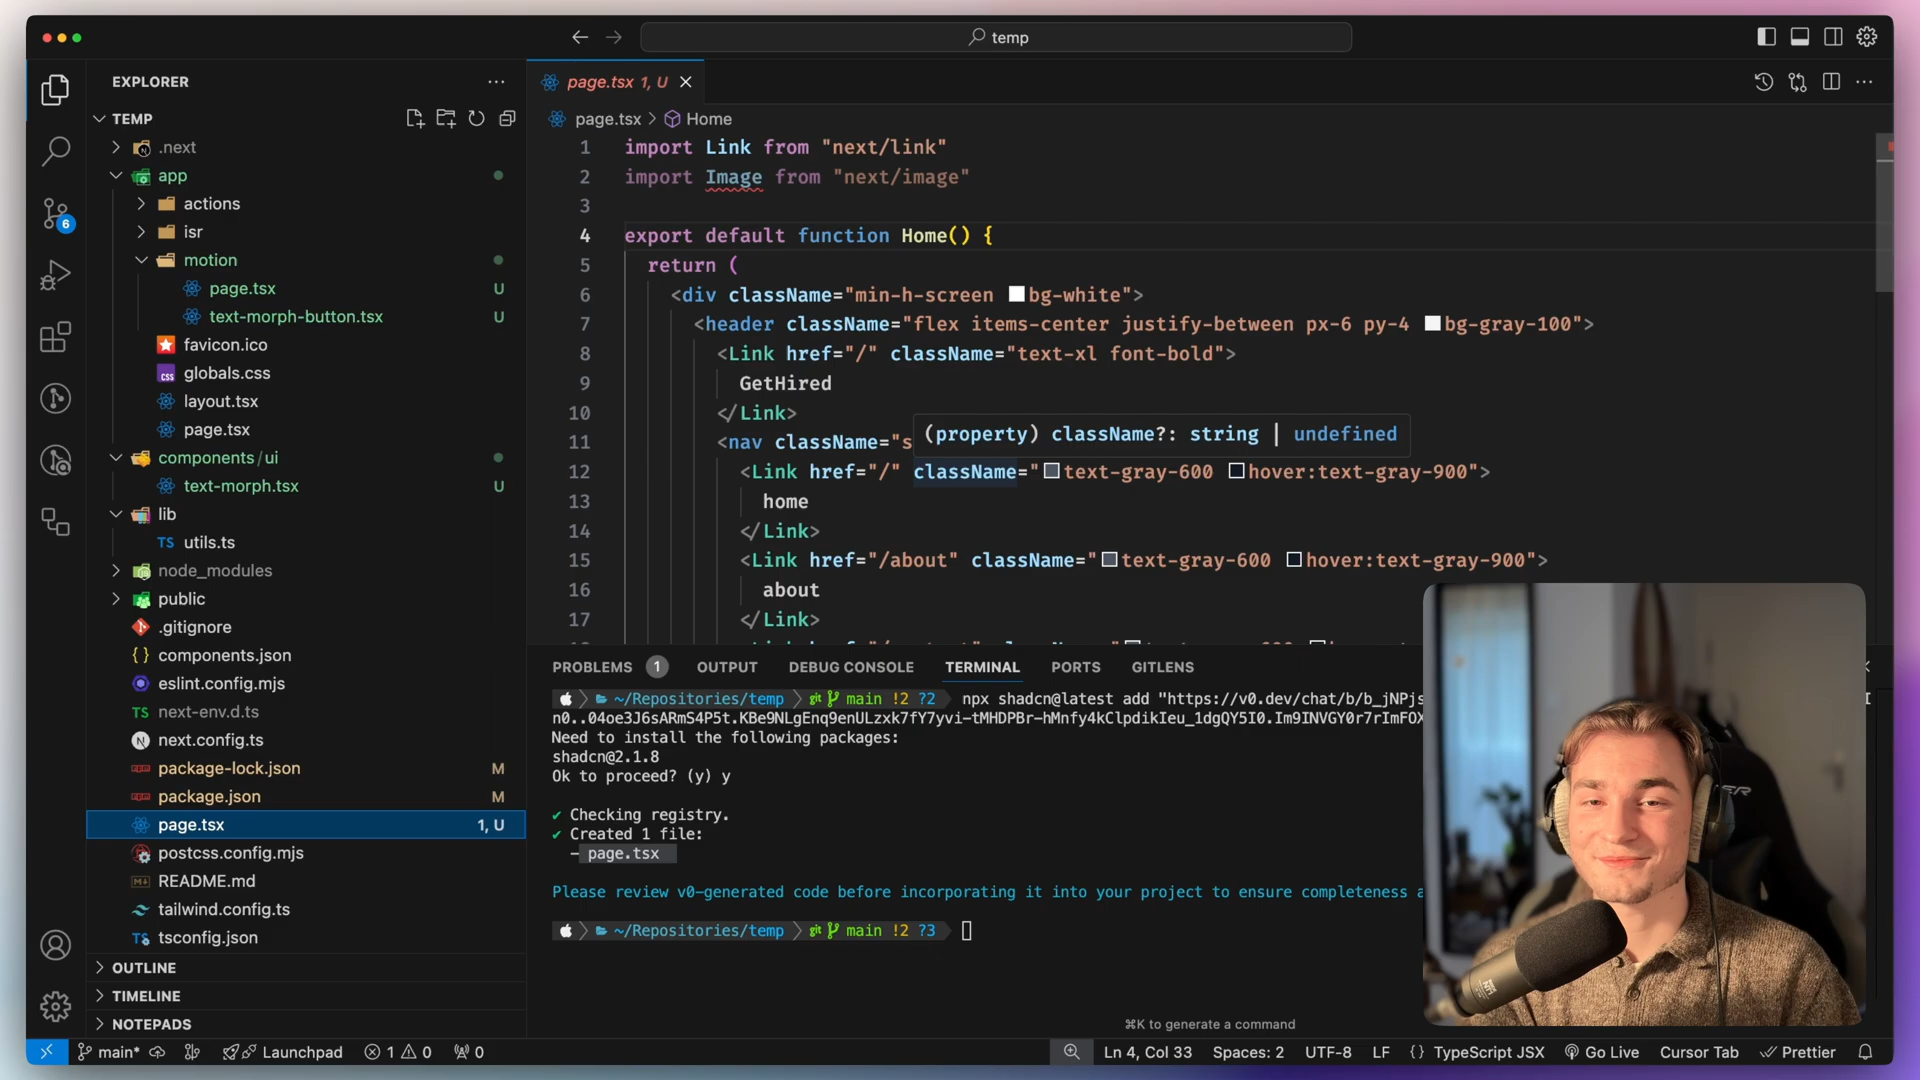 temp
EXPLORER
TEMP
.next
app
actions
isr
motion
page.tsx U
text-morph-button.tsx U
favicon.ico
globals.css
layout.tsx
page.tsx
components/ui
text-morph.tsx U
lib
TS utils.ts
node_modules
public
.gitignore
components.json
eslint.config.mjs
TS next-env.d.ts
next.config.ts
package-lock.json M
package.json M
page.tsx 1, U
postcss.config.mjs
README.md
tailwind.config.ts
tsconfig.json
OUTLINE
TIMELINE
NOTEPADS
6
page.tsx 1, U
page.tsx > Home
1 import Link from "next/link"
2 import Image from "next/image"
3
4 export default function Home() {
5 return (
6 <div className="min-h-screen bg-white">
7 <header className="flex items-center justify-between px-6 py-4 bg-gray-100">
8 <Link href="/" className="text-xl font-bold">
9 GetHired
10 </Link>
11 <nav className="s
(property) className?: string | undefined
12 <Link href="/" className="text-gray-600 hover:text-gray-900">
13 home
14 </Link>
15 <Link href="/about" className="text-gray-600 hover:text-gray-900">
16 about
17 </Link>
PROBLEMS 1 OUTPUT DEBUG CONSOLE TERMINAL PORTS GITLENS
~/Repositories/temp git main !2 ?2 npx shadcn@latest add "https://v0.dev/chat/b/b_jNPjs
n0..04oe3J6sARmS4P5t.KBe9NLgEnq9enULzxk7fY7yvi-tMHDPBr-hMnfy4kClpdikIeu_1dgQY5I0.Im9INVGY0r7rImFOX
Need to install the following packages:
shadcn@2.1.8
Ok to proceed? (y) y
✔ Checking registry.
✔ Created 1 file:
– page.tsx
Please review v0-generated code before incorporating it into your project to ensure completeness a
~/Repositories/temp git main !2 ?3
⌘K to generate a command
main* Launchpad 1 0 0 Ln 4, Col 33 Spaces: 2 UTF-8 LF {} TypeScript JSX Go Live Cursor Tab Prettier